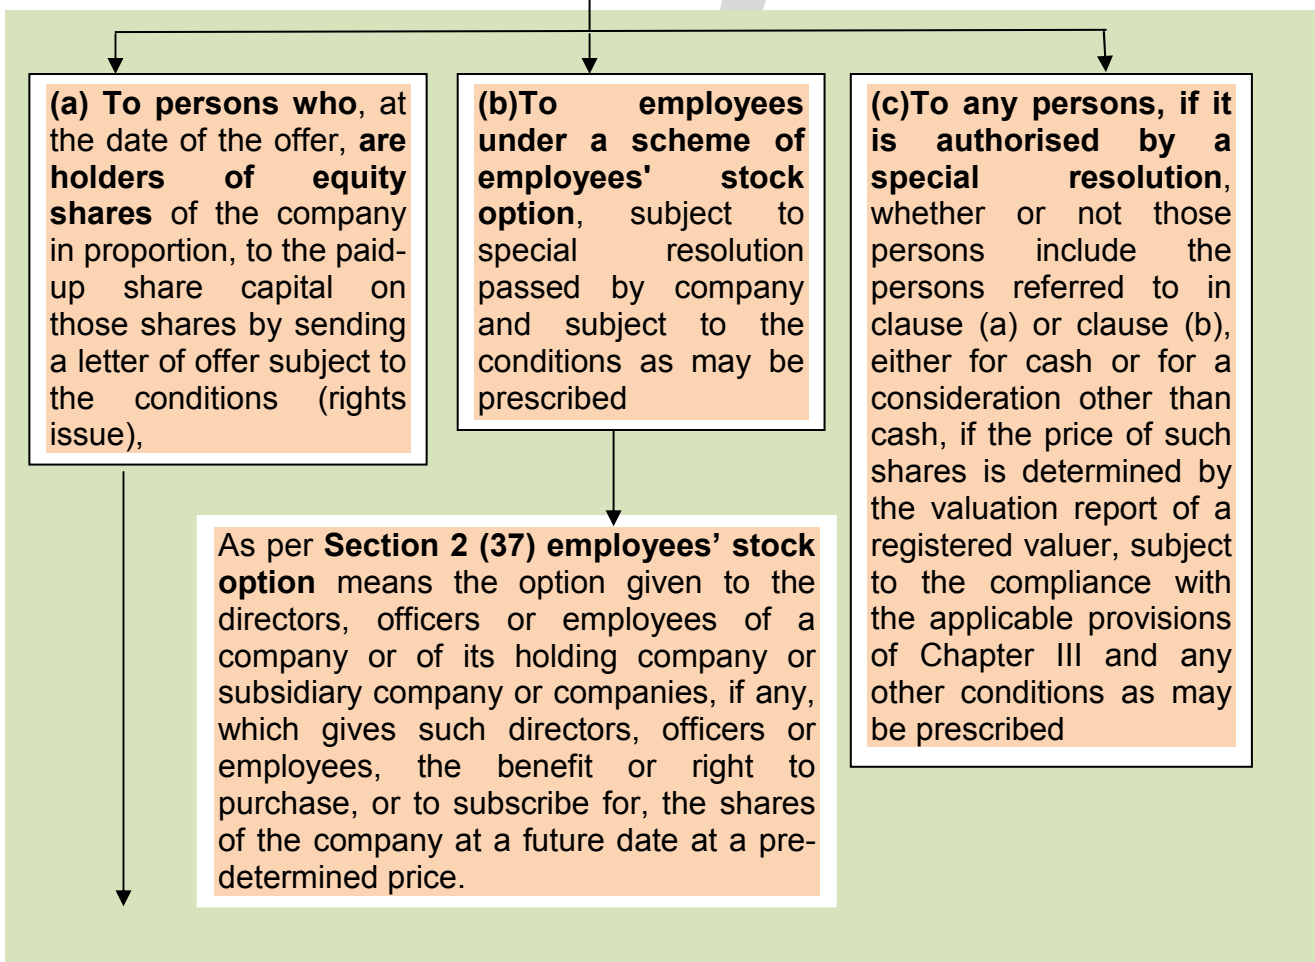 (a) To persons who, at
the date of the offer, are
holders of equity
shares of the company
in proportion, to the paid-
up share capital on
those shares by sending
a letter of offer subject to
the conditions (rights
issue),
(b)To employees
under a scheme of
employees' stock
option, subject to
special resolution
passed by company
and subject to the
conditions as may be
prescribed
(c)To any persons, if it
is authorised by a
special resolution,
whether or not those
persons include the
persons referred to in
clause (a) or clause (b),
either for cash or for a
consideration other than
cash, if the price of such
shares is determined by
the valuation report of a
registered valuer, subject
to the compliance with
the applicable provisions
of Chapter III and any
other conditions as may
be prescribed
As per Section 2 (37) employees’ stock
option means the option given to the
directors, officers or employees of a
company or of its holding company or
subsidiary company or companies, if any,
which gives such directors, officers or
employees, the benefit or right to
purchase, or to subscribe for, the shares
of the company at a future date at a pre-
determined price.